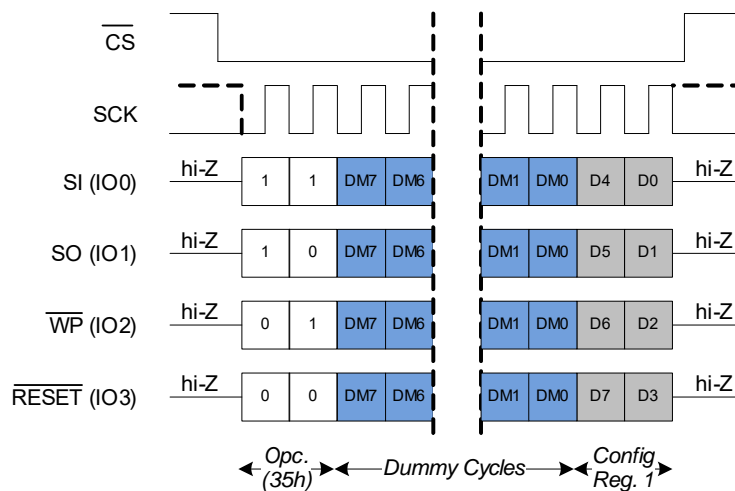 CS
SCK
hi-Z hi-Z
SI (IO0) 1 1 DM7 DM6 DM1 DM0 D4 D0
hi-Z hi-Z
SO (IO1) 1 0 DM7 DM6 DM1 DM0 D5 D1
hi-Z hi-Z
WP (IO2) 0 1 DM7 DM6 DM1 DM0 D6 D2
hi-Z hi-Z
RESET (IO3) 0 0 DM7 DM6 DM1 DM0 D7 D3
Opc. Config
(35h) Dummy Cycles Reg. 1